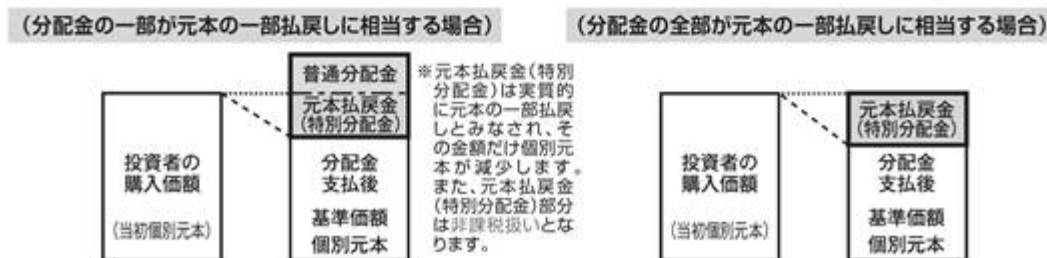 (分配金の一部が元本の一部払戻しに相当する場合)
普通分配金
元本払戻金
(特別分配金)
投資者の
購入価額
(当初個別元本)
分配金
支払後
基準価額
個別元本
※元本払戻金(特別
分配金)は実質的
に元本の一部払戻
しとみなされ、そ
の金額だけ個別元
本が減少します。
また、元本払戻金
(特別分配金)部分
は非課税扱いとな
ります。
(分配金の全部が元本の一部払戻しに相当する場合)
元本払戻金
(特別分配金)
投資者の
購入価額
(当初個別元本)
分配金
支払後
基準価額
個別元本